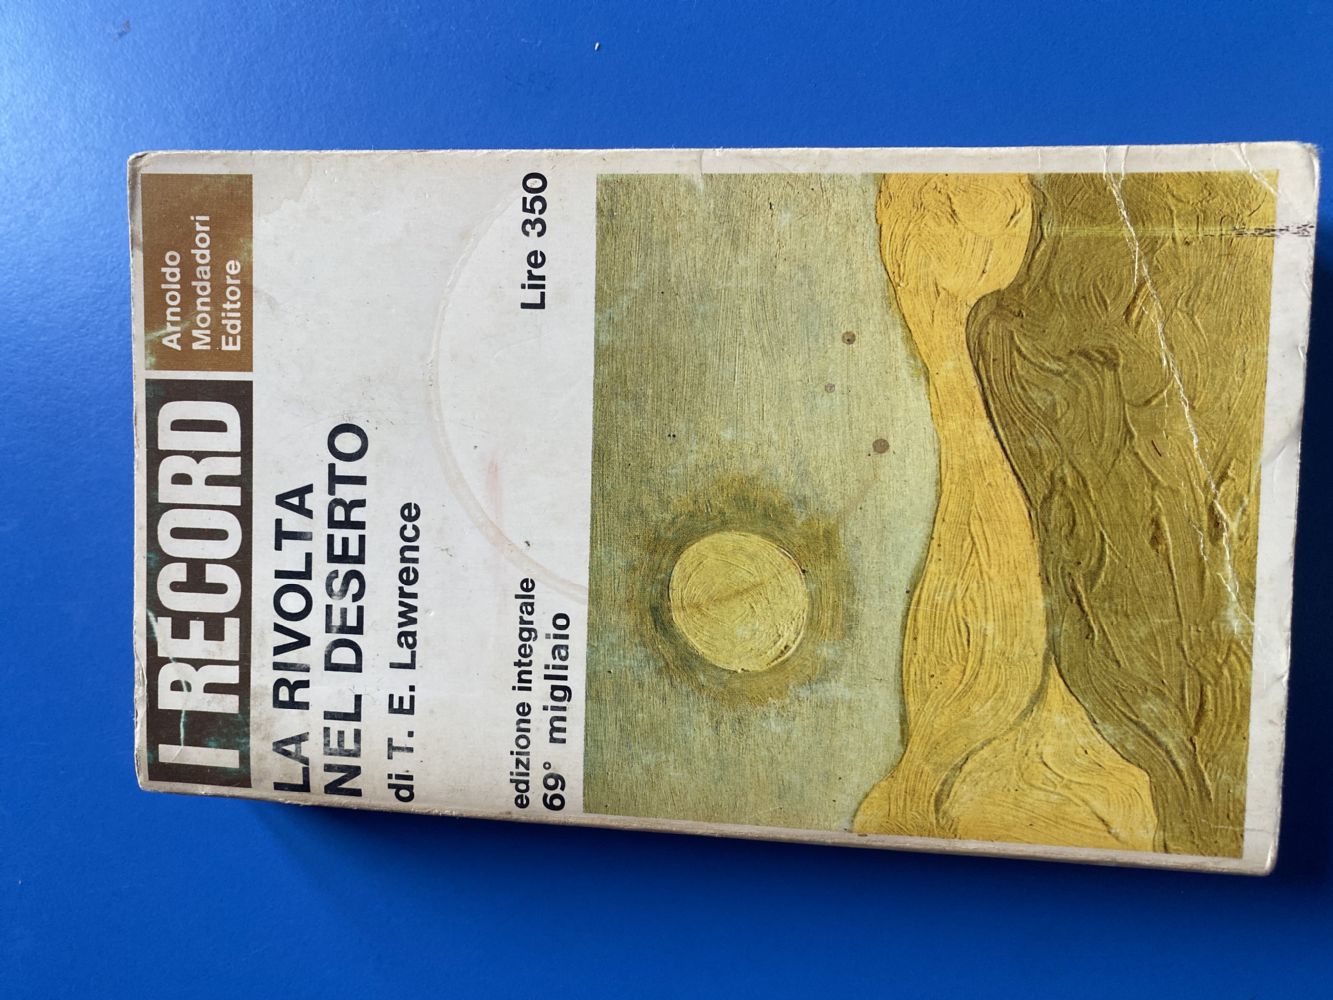 I RECORD
Arnoldo
Mondadori
Editore
LA RIVOLTA
NEL DESERTO
di T. E. Lawrence
edizione integrale
69° migliaio
Lire 350